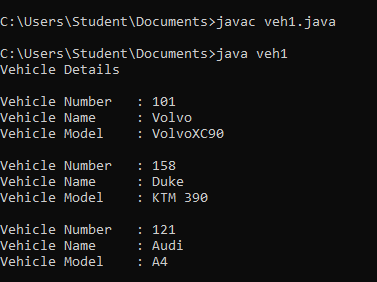 C:\Users\Student\Documents>javac veh1.java
C:\Users\Student\Documents>java veh1
Vehicle Details
Vehicle Number   : 101
Vehicle Name     : Volvo
Vehicle Model    : VolvoXC90
Vehicle Number   : 158
Vehicle Name     : Duke
Vehicle Model    : KTM 390
Vehicle Number   : 121
Vehicle Name     : Audi
Vehicle Model    : A4